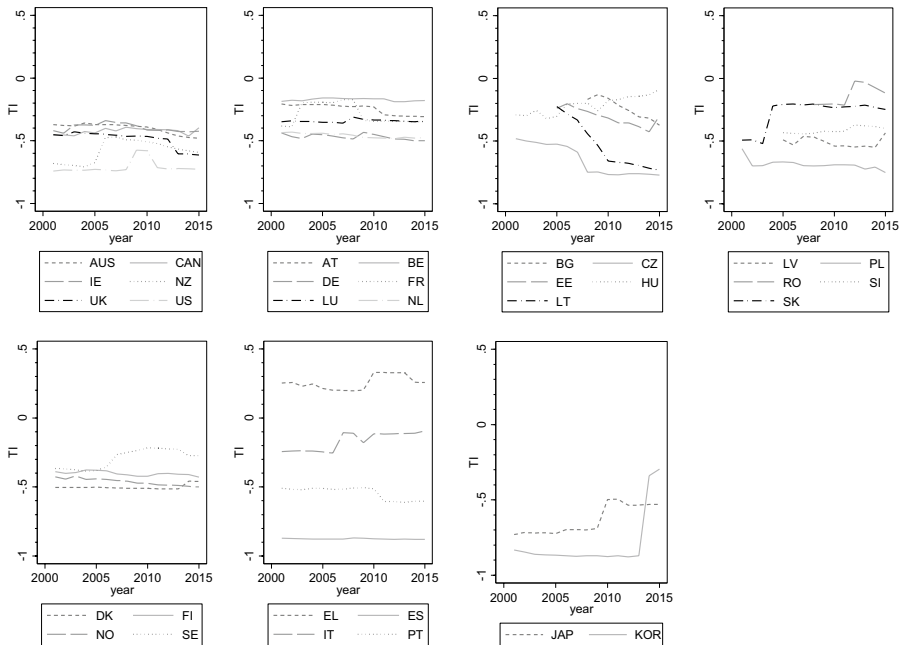 .5
0
-.5
-1
TI
2000 2005 2010 2015
year
AUS CAN
IE NZ
UK US
.5
0
-.5
-1
TI
2000 2005 2010 2015
year
AT BE
DE FR
LU NL
.5
0
-.5
-1
TI
2000 2005 2010 2015
year
BG CZ
EE HU
LT
.5
0
-.5
-1
TI
2000 2005 2010 2015
year
LV PL
RO SI
SK
.5
0
-.5
-1
TI
2000 2005 2010 2015
year
DK FI
NO SE
.5
0
-.5
-1
TI
2000 2005 2010 2015
year
EL ES
IT PT
.5
0
-.5
-1
TI
2000 2005 2010 2015
year
JAP KOR